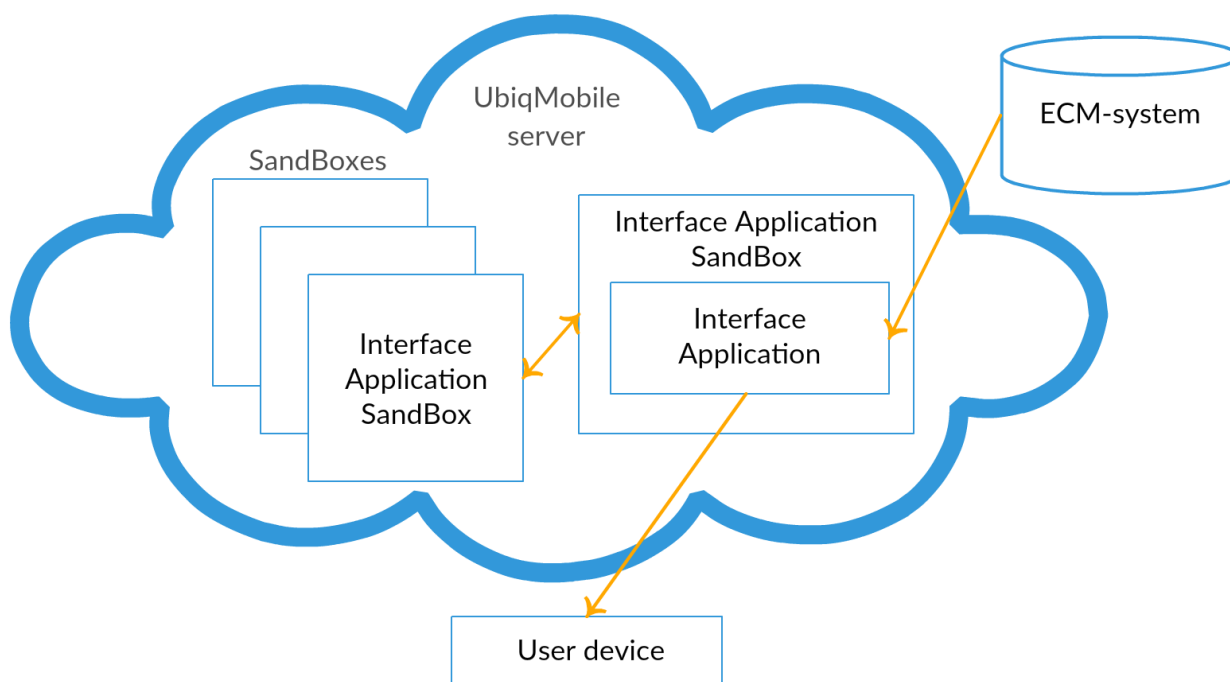 UbiqMobile
server
ECM-system
SandBoxes
Interface Application
SandBox
Interface
Application
Interface
Application
SandBox
User device